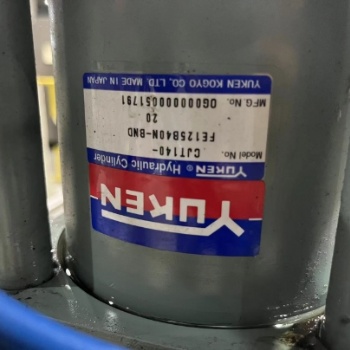 YUKEN
YUKEN ® Hydraulic Cylinder
Model No. CJT140-
FE125B40N-BND
20
MFG No. OG00000051791
YUKEN KOGYO CO., LTD. MADE IN JAPAN